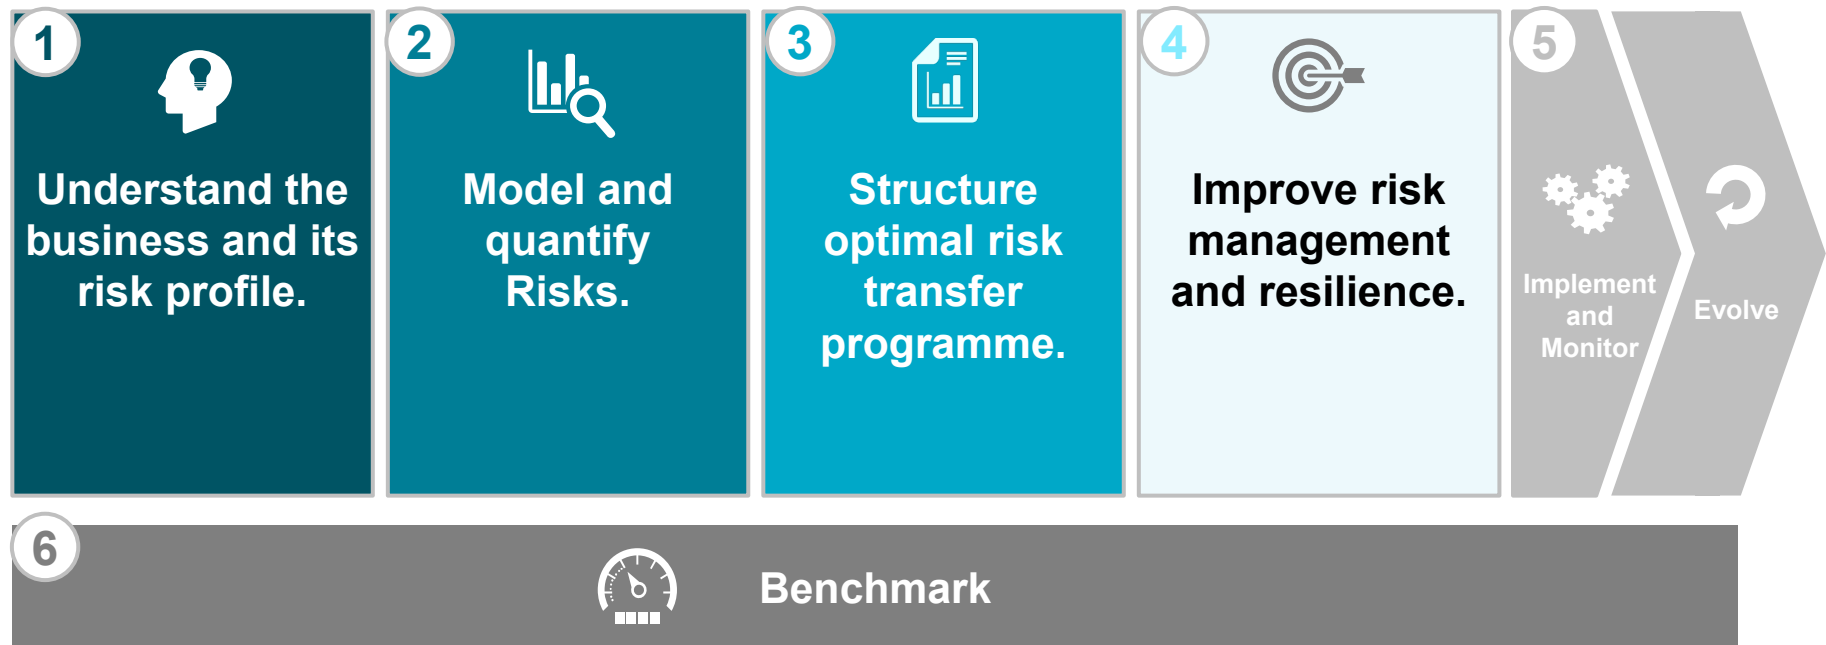 1
Understand the
business and its
risk profile.
2
Model and
quantify
Risks.
3
Structure
optimal risk
transfer
programme.
4
Improve risk
management
and resilience.
5
Implement
and
Monitor
Evolve
6
Benchmark